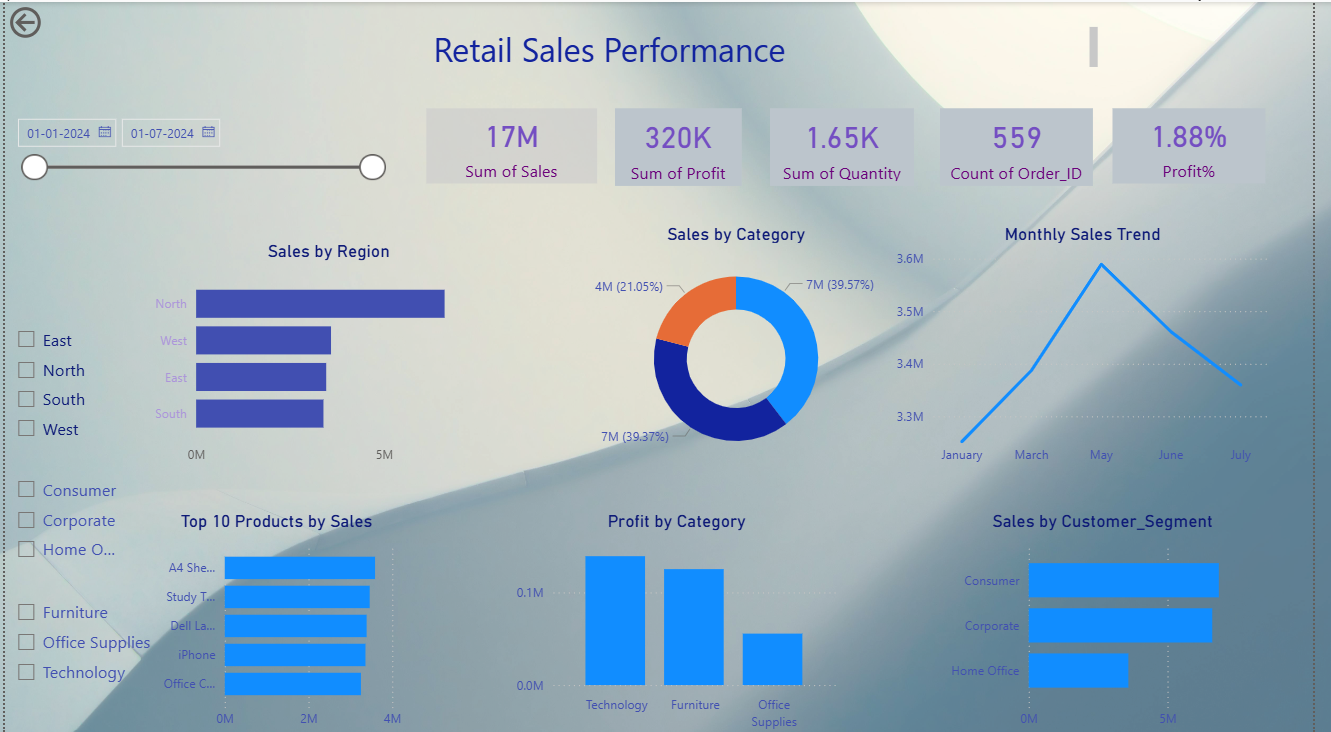 Retail Sales Performance
01-01-2024
01-07-2024
17M
Sum of Sales
320K
Sum of Profit
1.65K
Sum of Quantity
559
Count of Order_ID
1.88%
Profit%
Sales by Region
North
West
East
South
0M
5M
Sales by Category
4M (21.05%)
7M (39.57%)
7M (39.37%)
Monthly Sales Trend
3.6M
3.5M
3.4M
3.3M
January
March
May
June
July
East
North
South
West
Consumer
Corporate
Home O...
Furniture
Office Supplies
Technology
Top 10 Products by Sales
A4 She...
Study T...
Dell La...
iPhone
Office C...
0M
2M
4M
Profit by Category
0.1M
0.0M
Technology
Furniture
Office
Supplies
Sales by Customer_Segment
Consumer
Corporate
Home Office
0M
5M